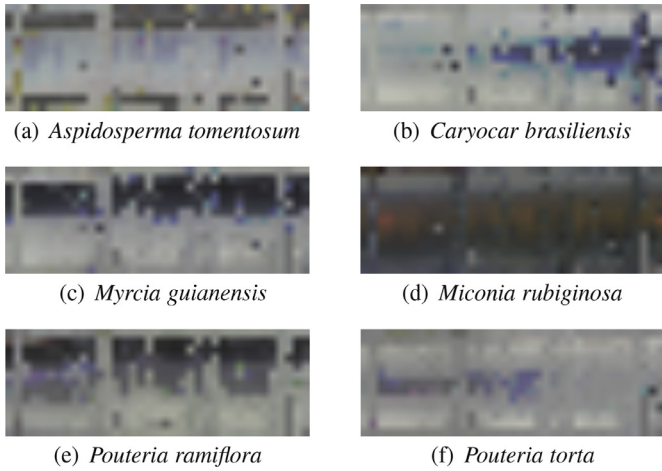 (a) Aspidosperma tomentosum
(b) Caryocar brasiliensis
(c) Myrcia guianensis
(d) Miconia rubiginosa
(e) Pouteria ramiflora
(f) Pouteria torta